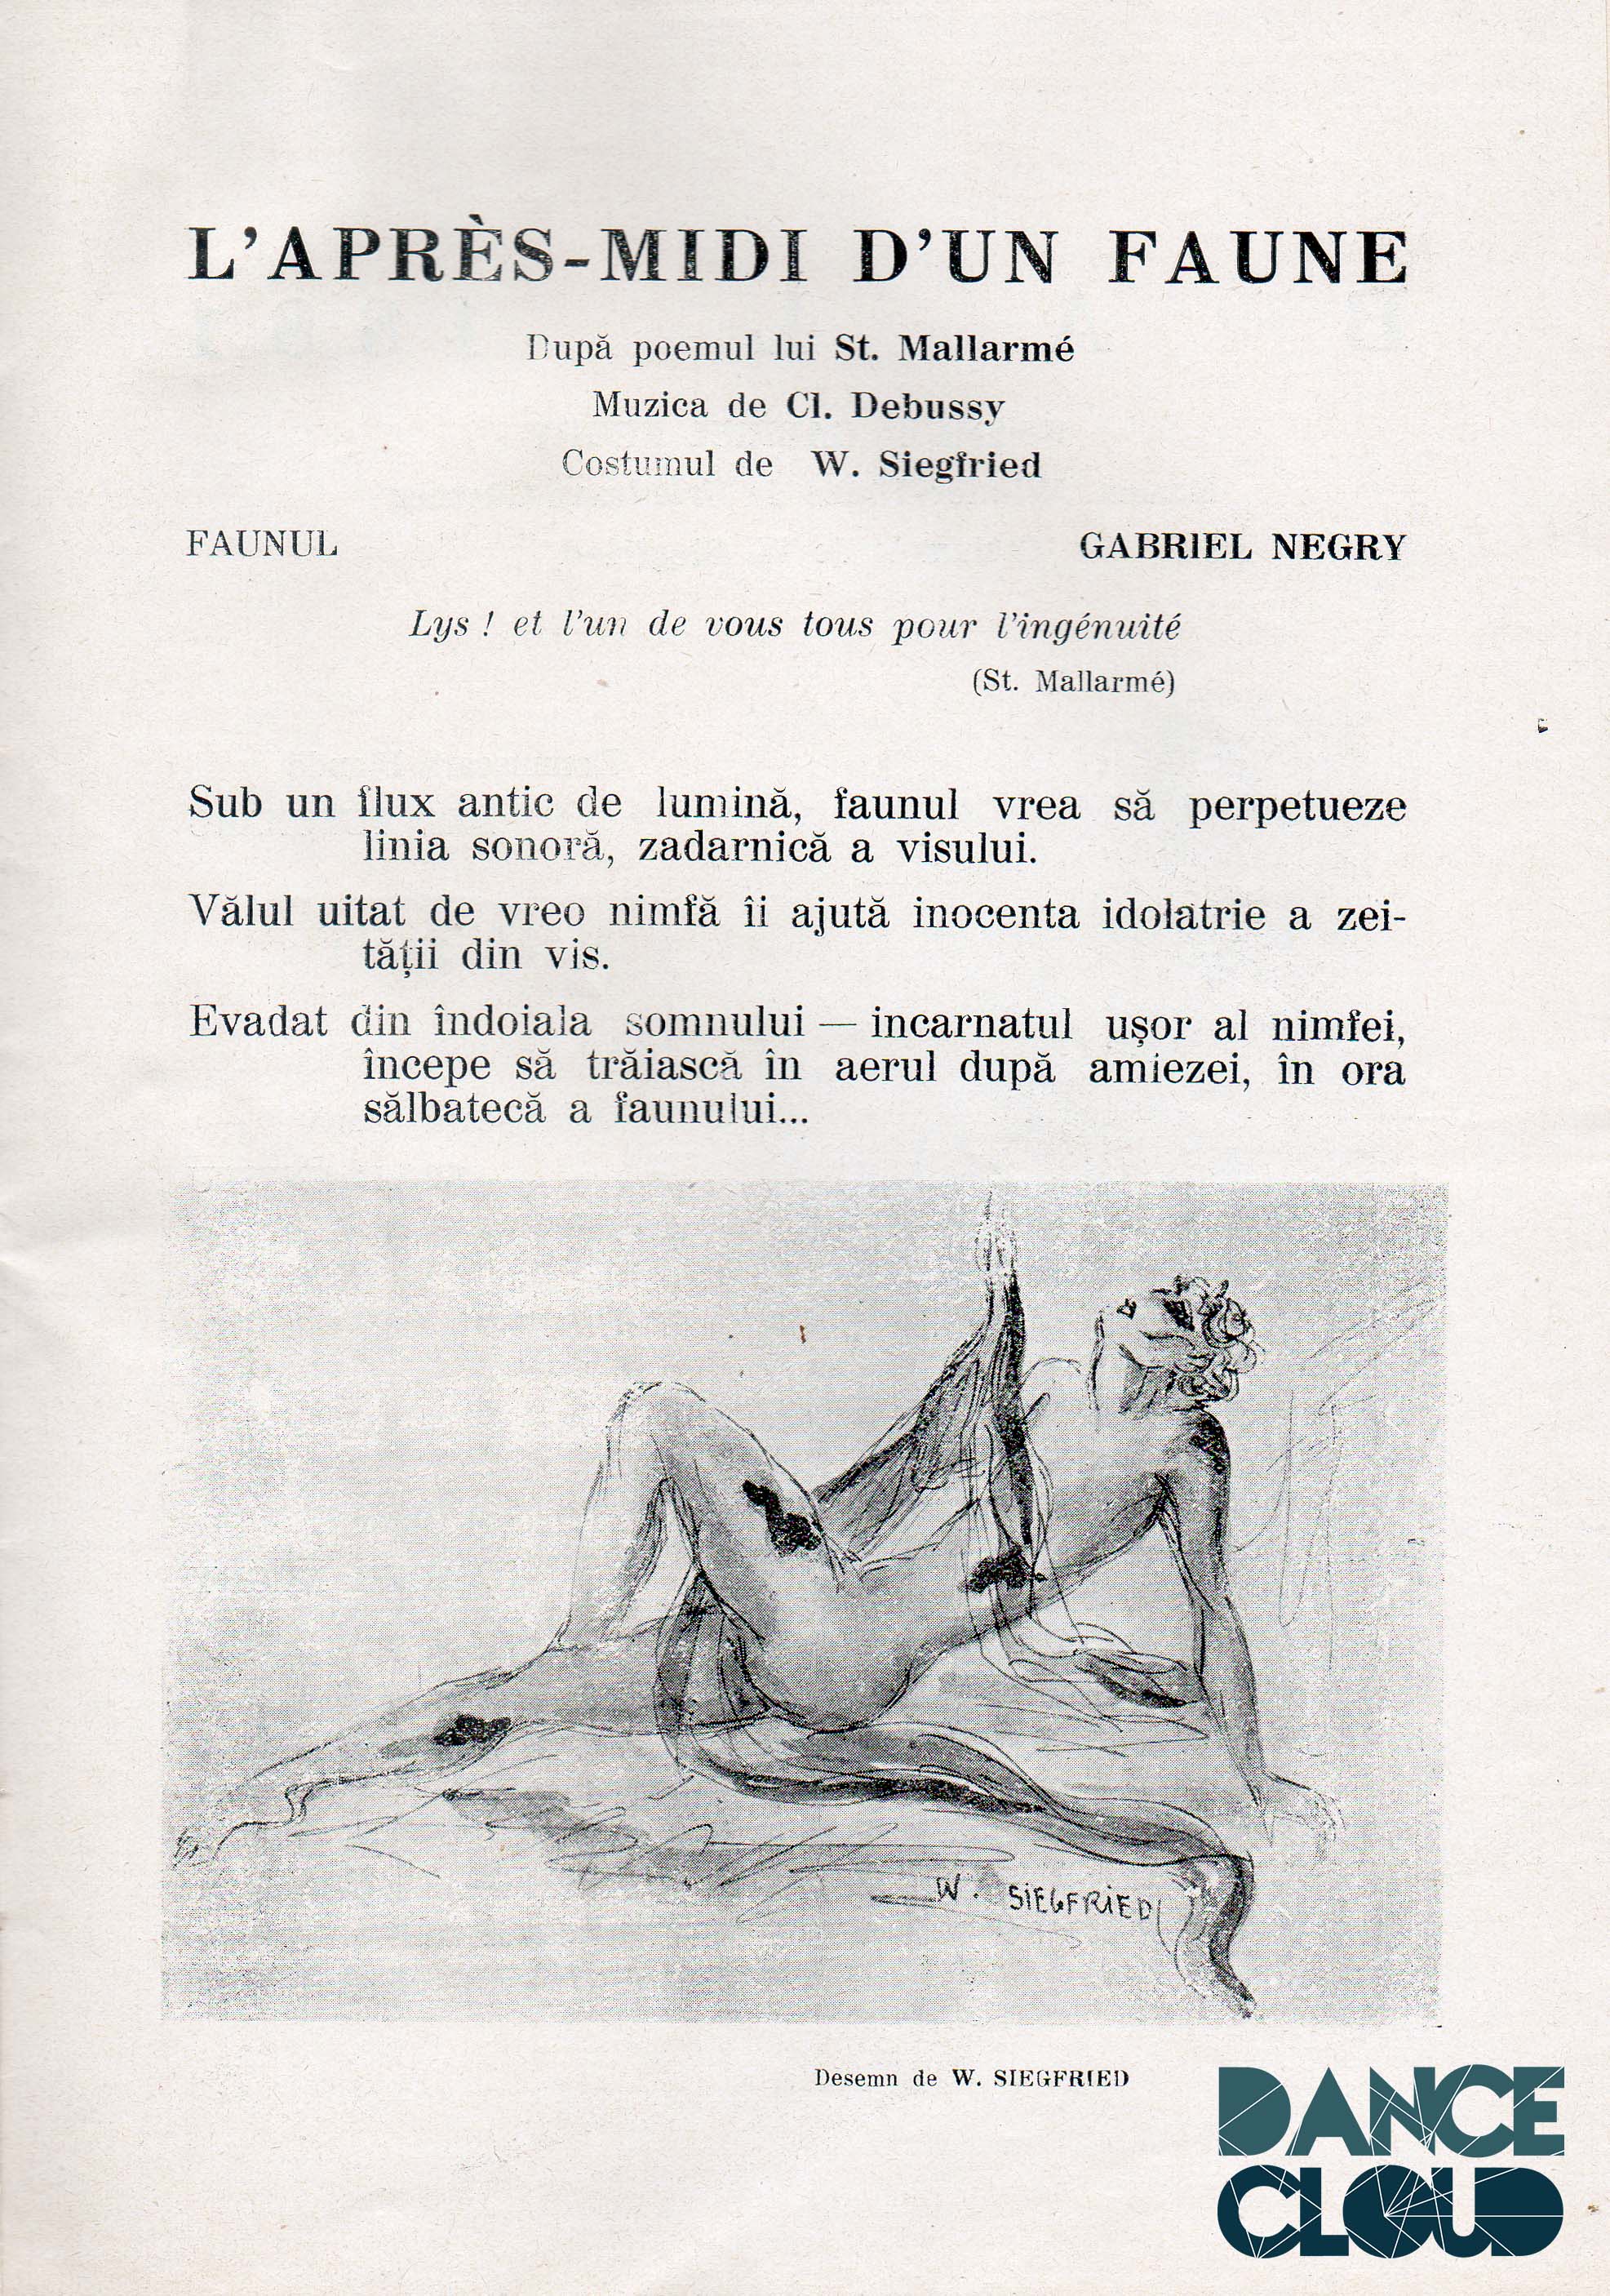 L'APRÈS-MIDI D'UN FAUNE
După poemul lui St. Mallarmé
Muzica de Cl. Debussy
Costumul de W. Siegfried
FAUNUL GABRIEL NEGRY
Lys ! et l'un de vous tous pour l'ingénuité
(St. Mallarmé)
Sub un flux antic de lumină, faunul vrea să perpetueze
linia sonoră, zadarnică a visului.
Vălul uitat de vreo nimfă îi ajută inocenta idolatrie a zei-
tății din vis.
Evadat din îndoiala somnului — incarnatul ușor al nimfei,
începe să trăiască în aerul după amiezei, în ora
sălbatecă a faunului...
W. SIEGFRIED
Desemn de W. SIEGFRIED
DANCE
CLOUD